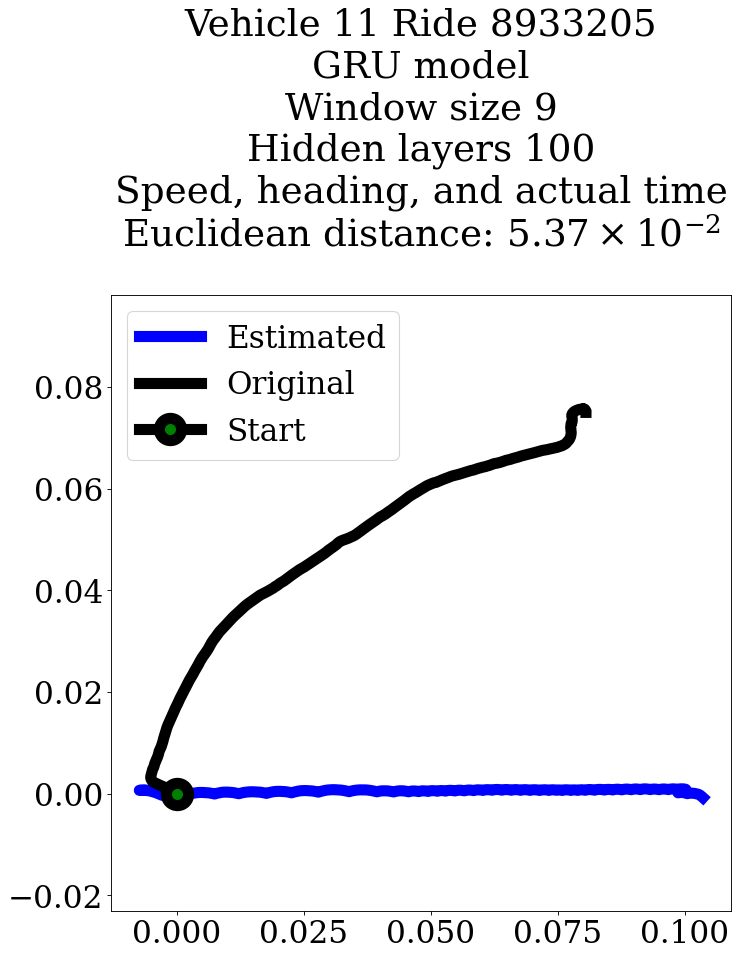 Vehicle 11 Ride 8933205
GRU model
Window size 9
Hidden layers 100
Speed, heading, and actual time
Euclidean distance: 5.37 × 10⁻²
Estimated
Original
Start
0.08
0.06
0.04
0.02
0.00
−0.02
0.000 0.025 0.050 0.075 0.100